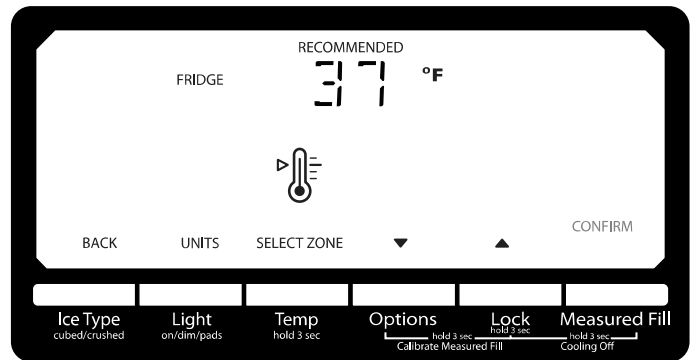 RECOMMENDED
FRIDGE 37 °F
BACK UNITS SELECT ZONE CONFIRM
Ice Type Light Temp Options Lock Measured Fill
cubed/crushed on/dim/pads hold 3 sec hold 3 sec hold 3 sec hold 3 sec
Calibrate Measured Fill Cooling Off